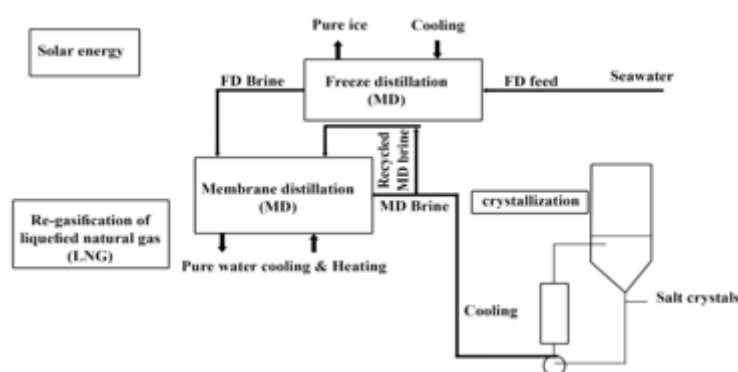 Pure ice
Cooling
Solar energy
Freeze distillation
(MD)
FD Brine
FD feed
Seawater
Recycled
MD brine
Membrane distillation
(MD)
MD Brine
crystallization
Re-gasification of
liquefied natural gas
(LNG)
Pure water cooling & Heating
Cooling
Salt crystals